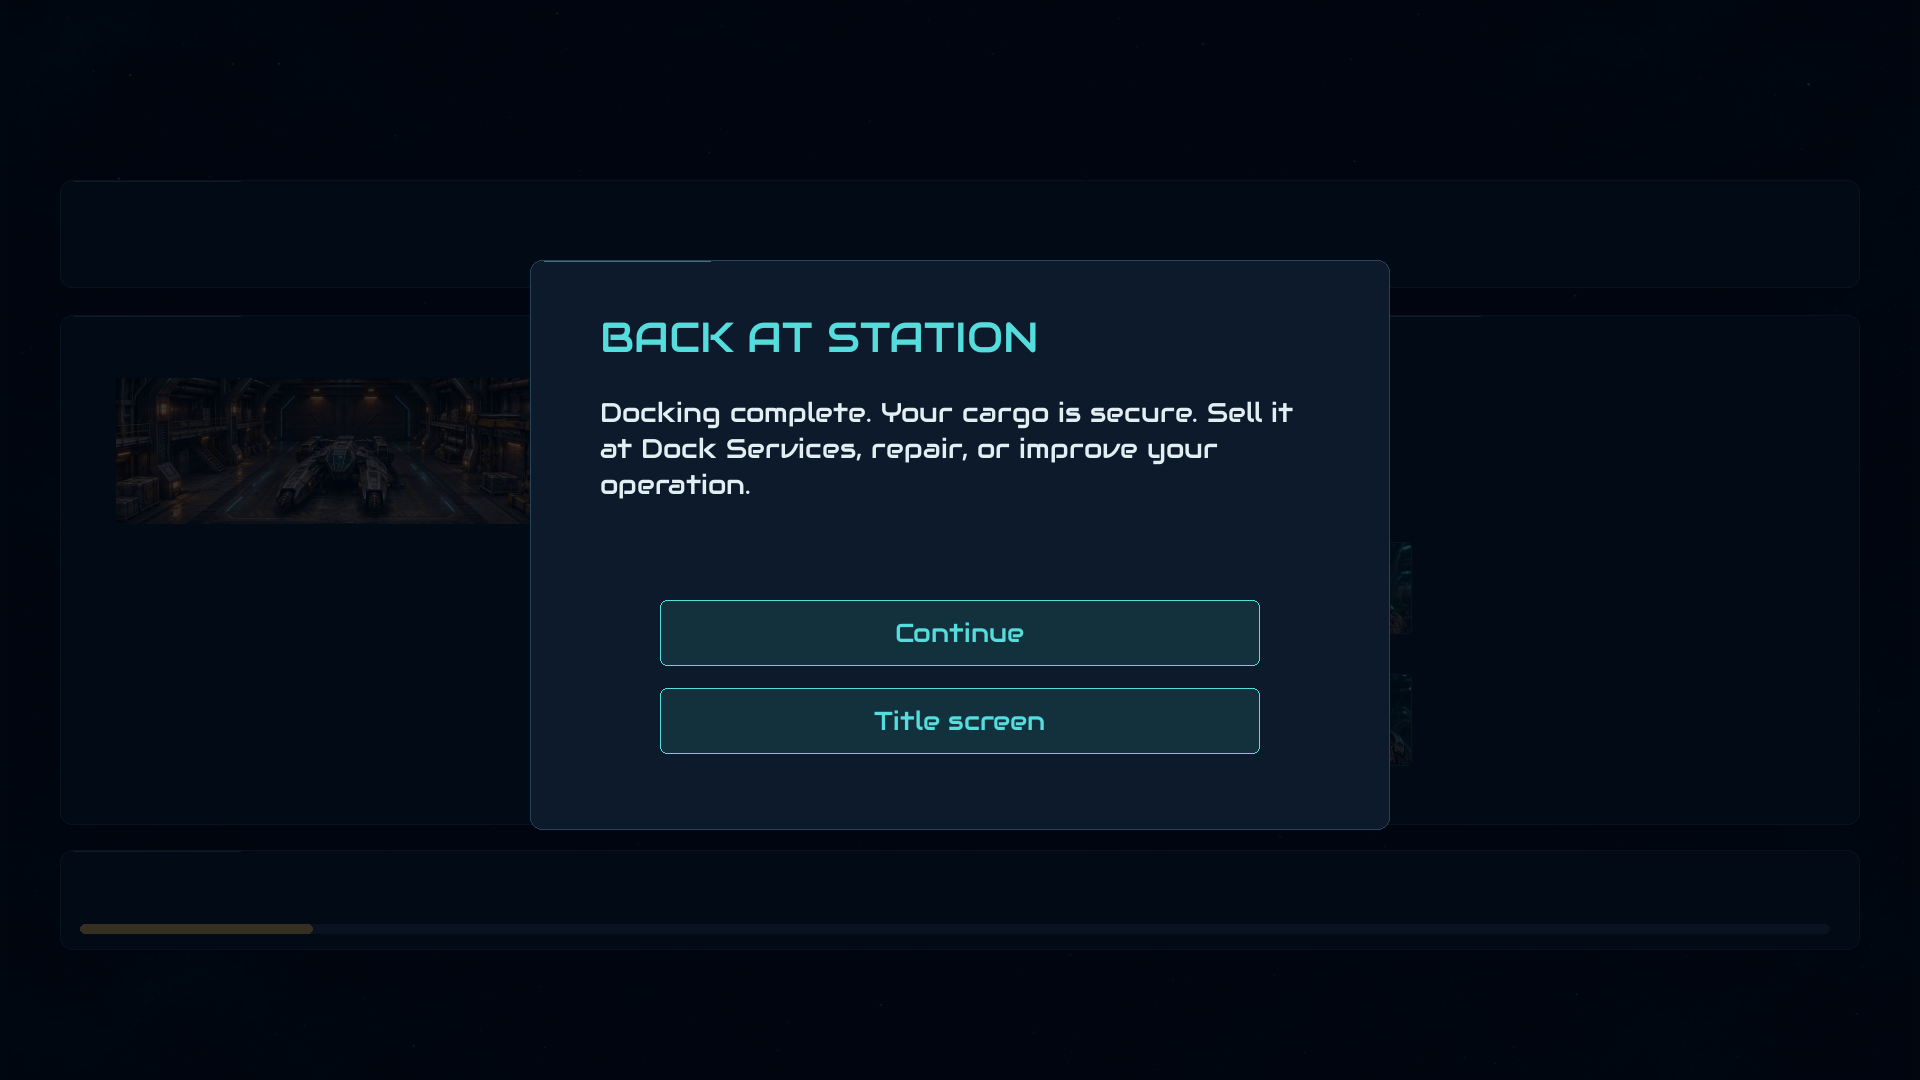 BACK AT STATION
Docking complete. Your cargo is secure. Sell it
at Dock Services, repair, or improve your
operation.
Continue
Title screen